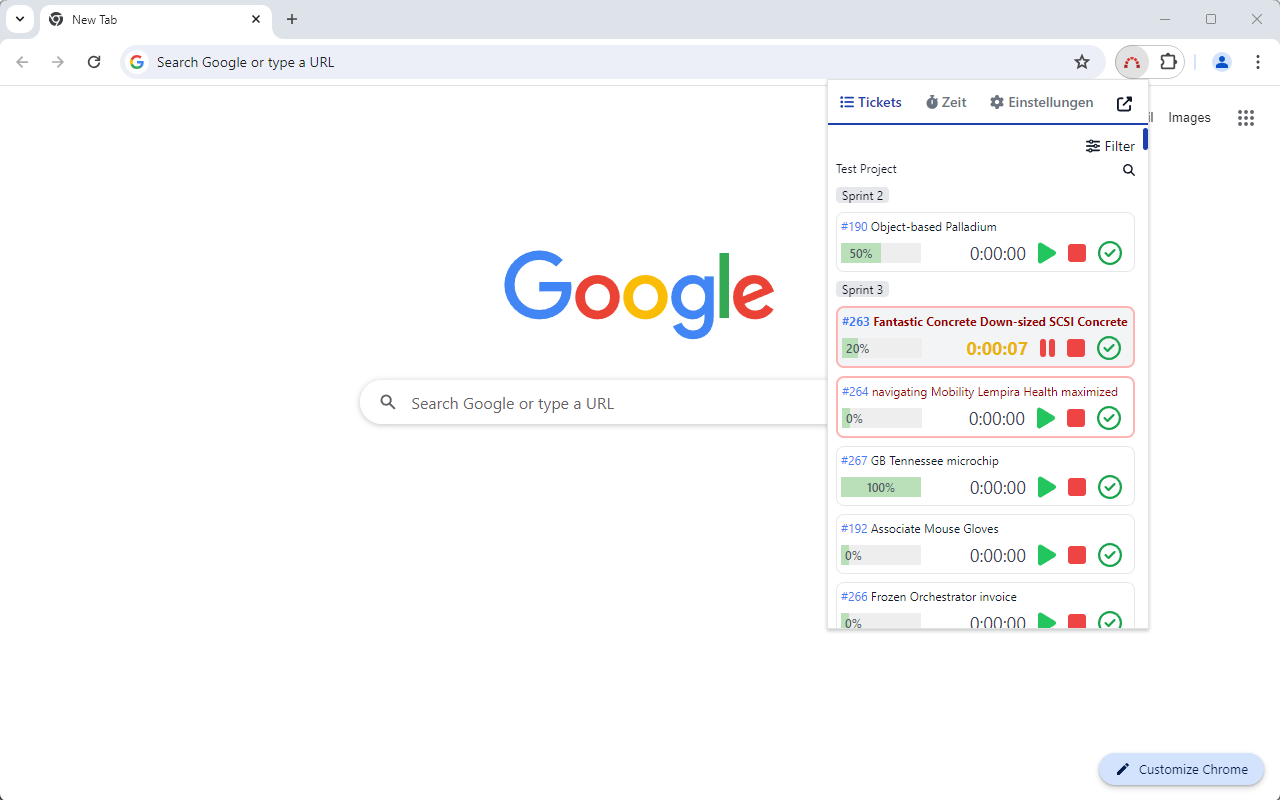 New Tab
Search Google or type a URL
Tickets Zeit Einstellungen
Images
Filter
Test Project
Sprint 2
#190 Object-based Palladium
50% 0:00:00
Sprint 3
Google
#263 Fantastic Concrete Down-sized SCSI Concrete
20% 0:00:07
#264 navigating Mobility Lempira Health maximized
Search Google or type a URL
0% 0:00:00
#267 GB Tennessee microchip
100% 0:00:00
#192 Associate Mouse Gloves
0% 0:00:00
#266 Frozen Orchestrator invoice
0% 0:00:00
Customize Chrome